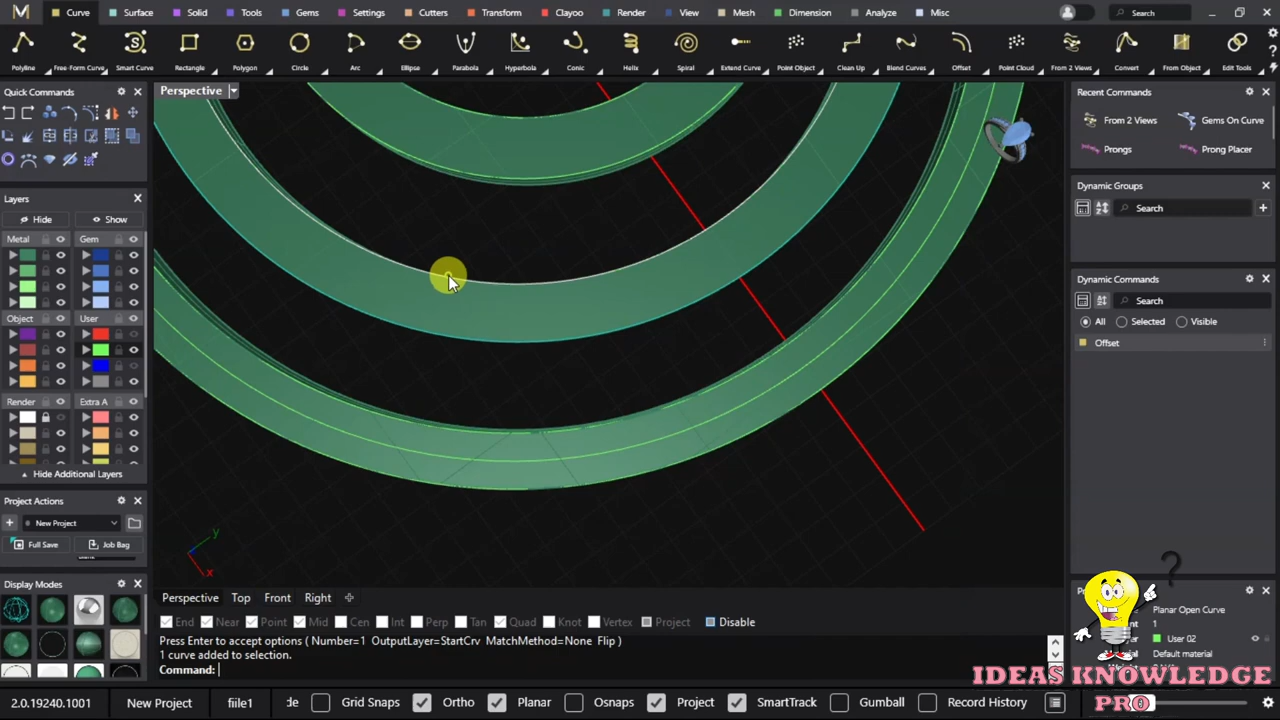 Curve Surface Solid Tools Gems Settings Cutters Transform Clayoo Render View Mesh Dimension Analyze Misc Search
Polyline Free-Form Curve Smart Curve Rectangle Polygon Circle Arc Ellipse Parabola Hyperbola Conic Helix Spiral Extend Curve Point Object Clean Up Blend Curves Offset Point Cloud From 2 Views Convert From Object Edit Tools
Quick Commands
Perspective
Recent Commands
From 2 Views Gems On Curve
Prongs Prong Placer
Dynamic Groups
Search
Layers
Hide Show
Metal Gem
Object User
Render Extra A
Hide Additional Layers
Dynamic Commands
Search
All Selected Visible
Offset
Project Actions
New Project
Full Save Job Bag
Display Modes
y
x
Perspective Top Front Right
End Near Point Mid Cen Int Perp Tan Quad Knot Vertex Project Disable
Press Enter to accept options ( Number=1 OutputLayer=StartCrv MatchMethod=None Flip )
1 curve added to selection.
Command:
Planar Open Curve
1
User 02
Default material
?
IDEAS KNOWLEDGE
PRO
2.0.19240.1001 New Project fiile1 de Grid Snaps Ortho Planar Osnaps Project SmartTrack Gumball Record History